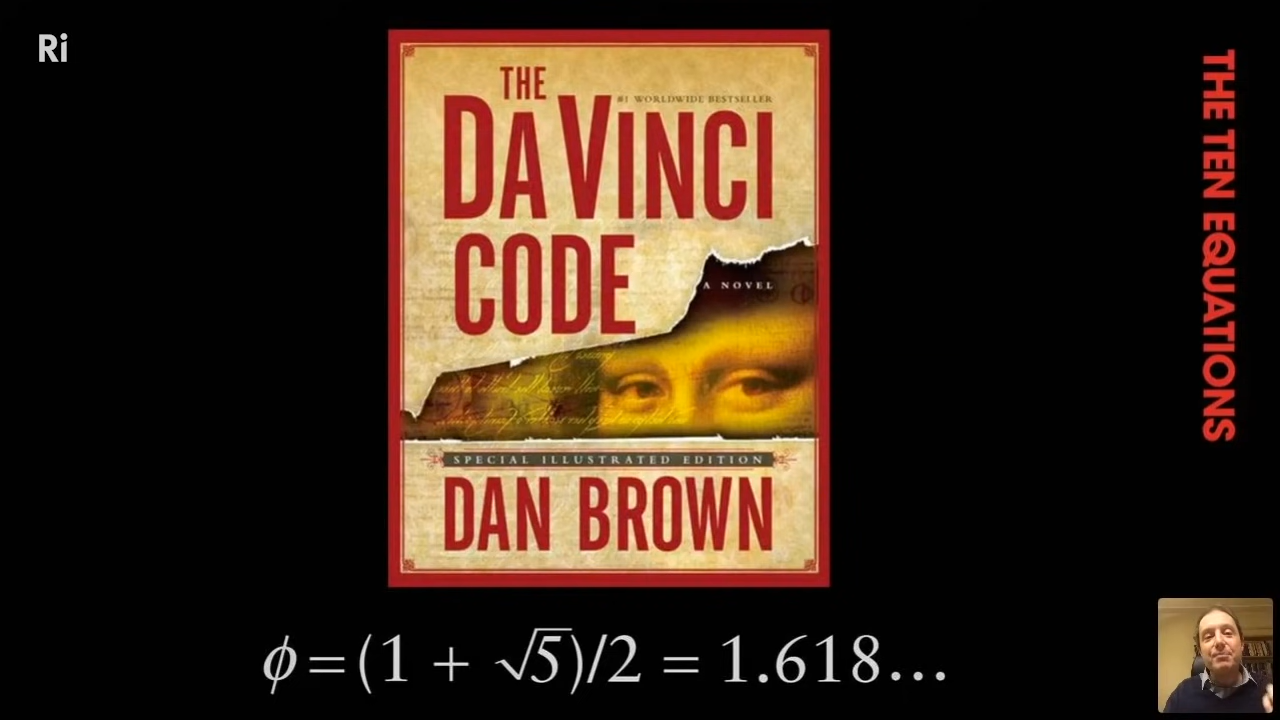 Ri
THE
#1 WORLDWIDE BESTSELLER
DA VINCI
CODE
A NOVEL
SPECIAL ILLUSTRATED EDITION
DAN BROWN
ϕ = (1 + √5)/2 = 1.618...
THE TEN EQUATIONS